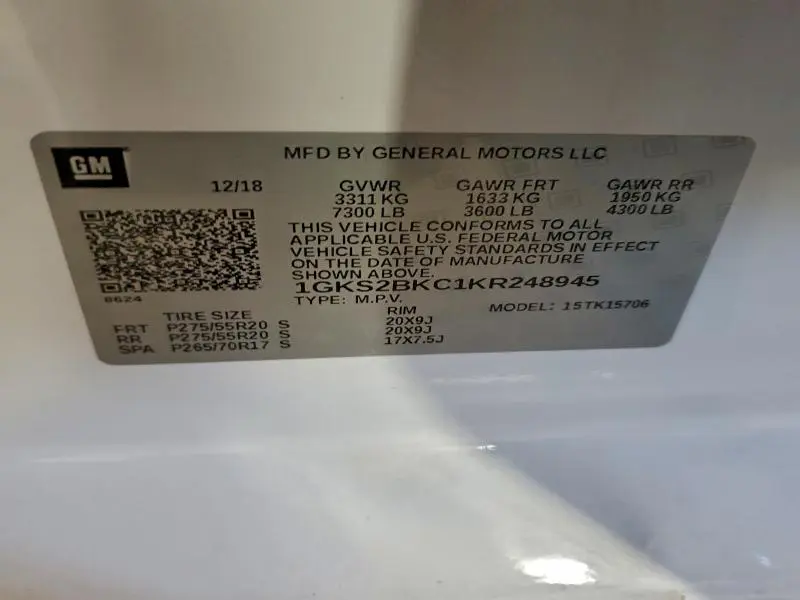 GM
MFD BY GENERAL MOTORS LLC
12/18 GVWR GAWR FRT GAWR RR
3311 KG 1633 KG 1950 KG
7300 LB 3600 LB 4300 LB
THIS VEHICLE CONFORMS TO ALL
APPLICABLE U.S. FEDERAL MOTOR
VEHICLE SAFETY STANDARDS IN EFFECT
ON THE DATE OF MANUFACTURE
SHOWN ABOVE.
1GKS2BKC1KR248945
8624
TYPE: M.P.V. MODEL: 15TK15706
TIRE SIZE RIM
FRT P275/55R20 S 20X9J
RR P275/55R20 S 20X9J
SPA P265/70R17 S 17X7.5J